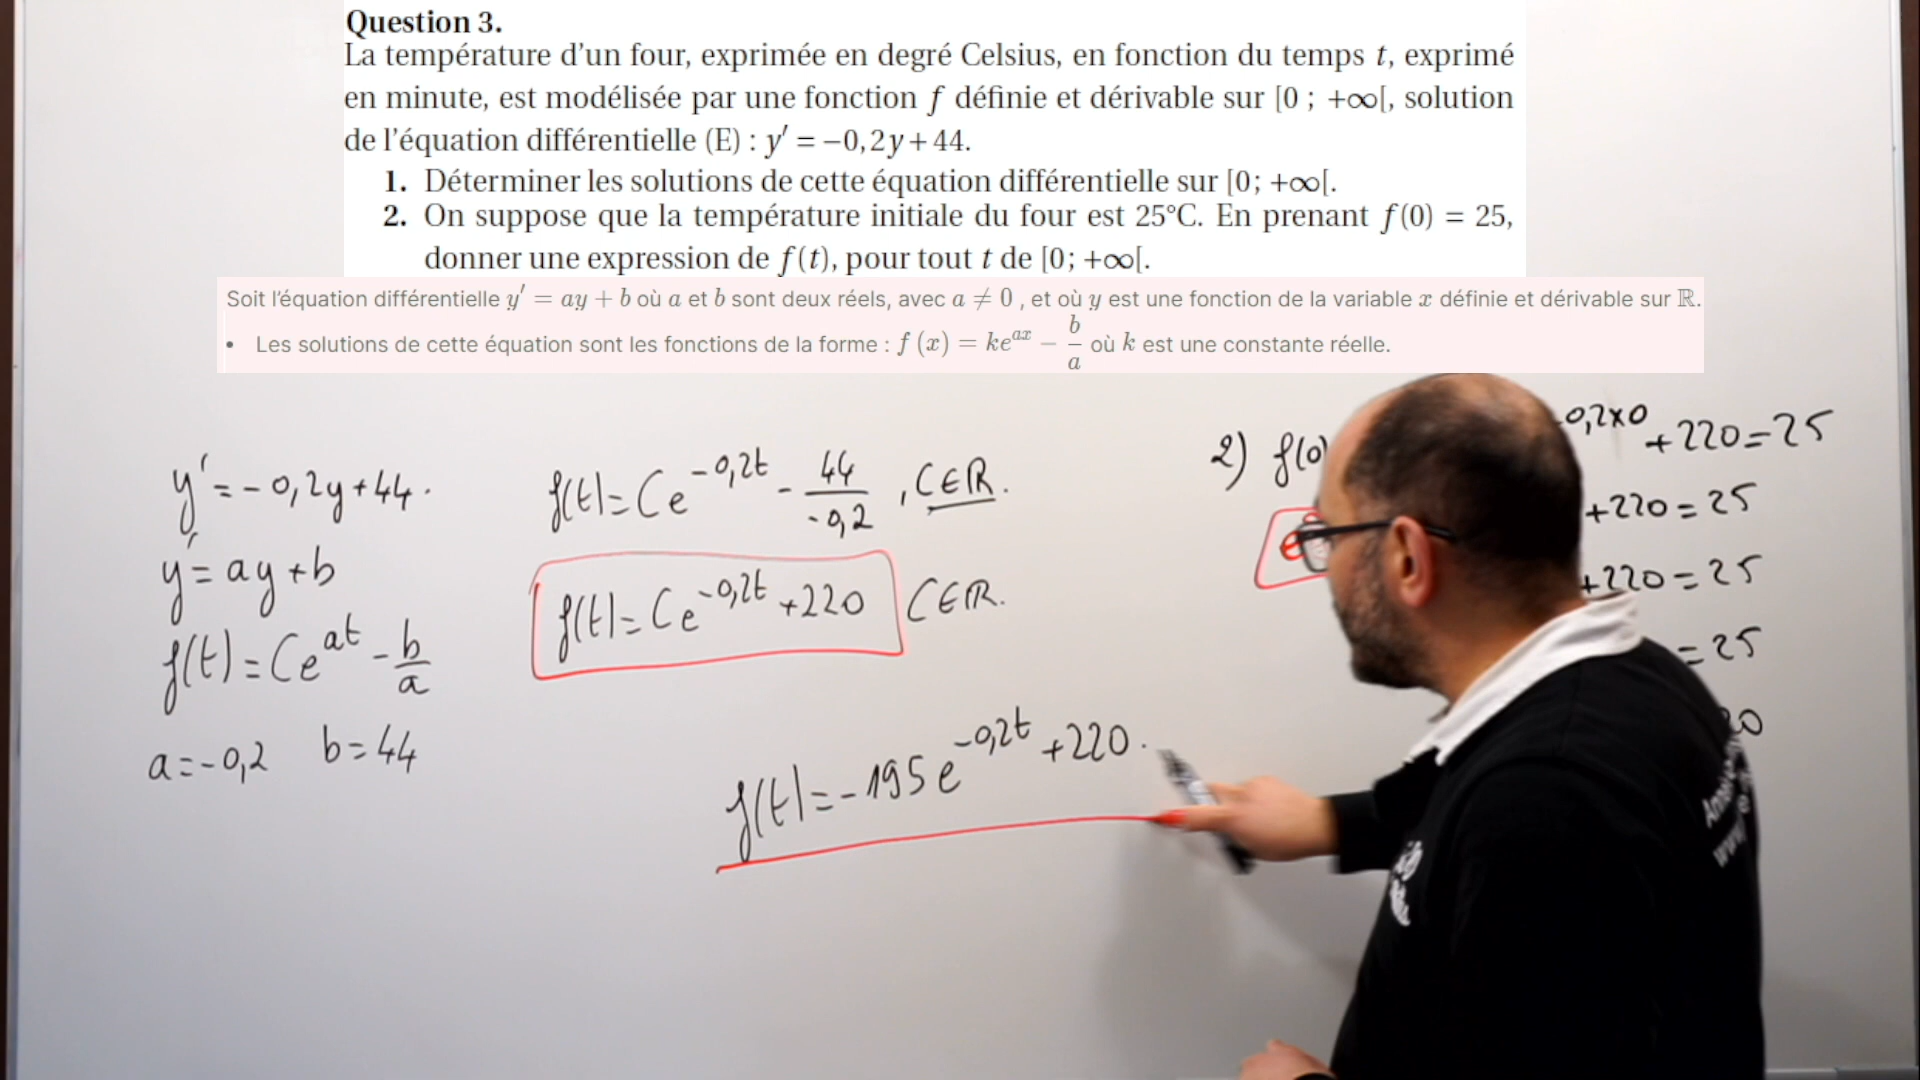 Question 3.
La température d'un four, exprimée en degré Celsius, en fonction du temps t, exprimé
en minute, est modélisée par une fonction f définie et dérivable sur [0 ; +∞[, solution
de l'équation différentielle (E) : y′ = −0,2y+44.
1. Déterminer les solutions de cette équation différentielle sur [0; +∞[.
2. On suppose que la température initiale du four est 25°C. En prenant f(0) = 25,
donner une expression de f(t), pour tout t de [0; +∞[.
Soit l'équation différentielle y′ = ay + b où a et b sont deux réels, avec a ≠ 0 , et où y est une fonction de la variable x définie et dérivable sur ℝ.
• Les solutions de cette équation sont les fonctions de la forme : f (x) = ke^{ax} − b/a où k est une constante réelle.
y′ = -0,2y+44.
y′ = ay+b
f(t) = Ce^{at} - b/a
a=-0,2 b=44
f(t) = Ce^{-0,2t} - 44/-0,2 , C∈ℝ.
f(t) = Ce^{-0,2t} +220 C∈ℝ.
f(t) = -195e^{-0,2t} +220.
2) f(0)
-0,2×0 +220=25
+220=25
+220=25
=25